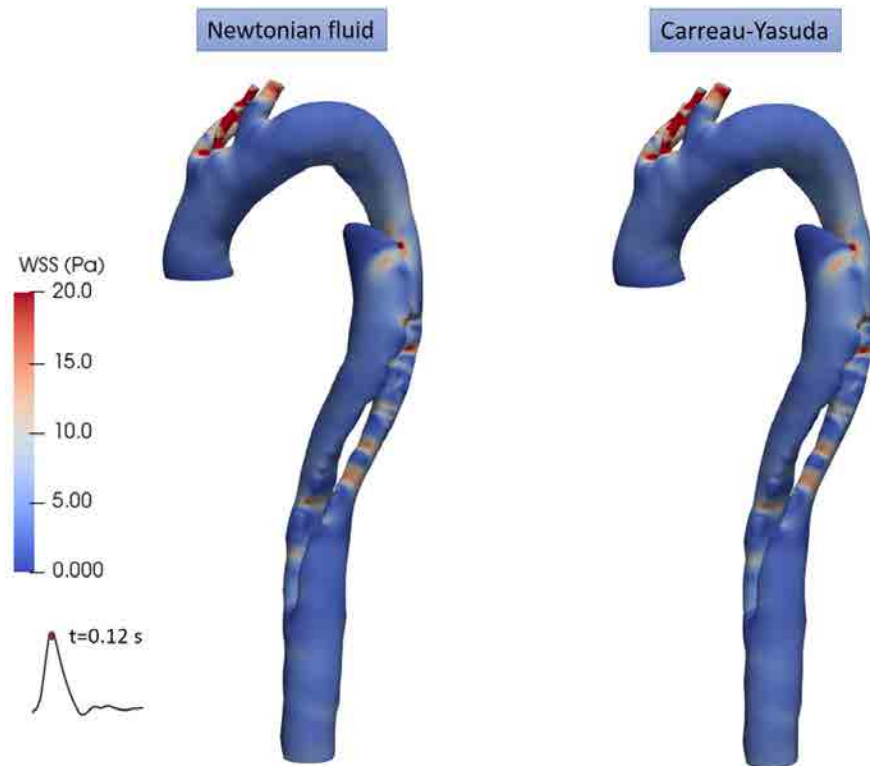 Newtonian fluid
Carreau-Yasuda
WSS (Pa)
20.0
15.0
10.0
5.00
0.000
t=0.12 s